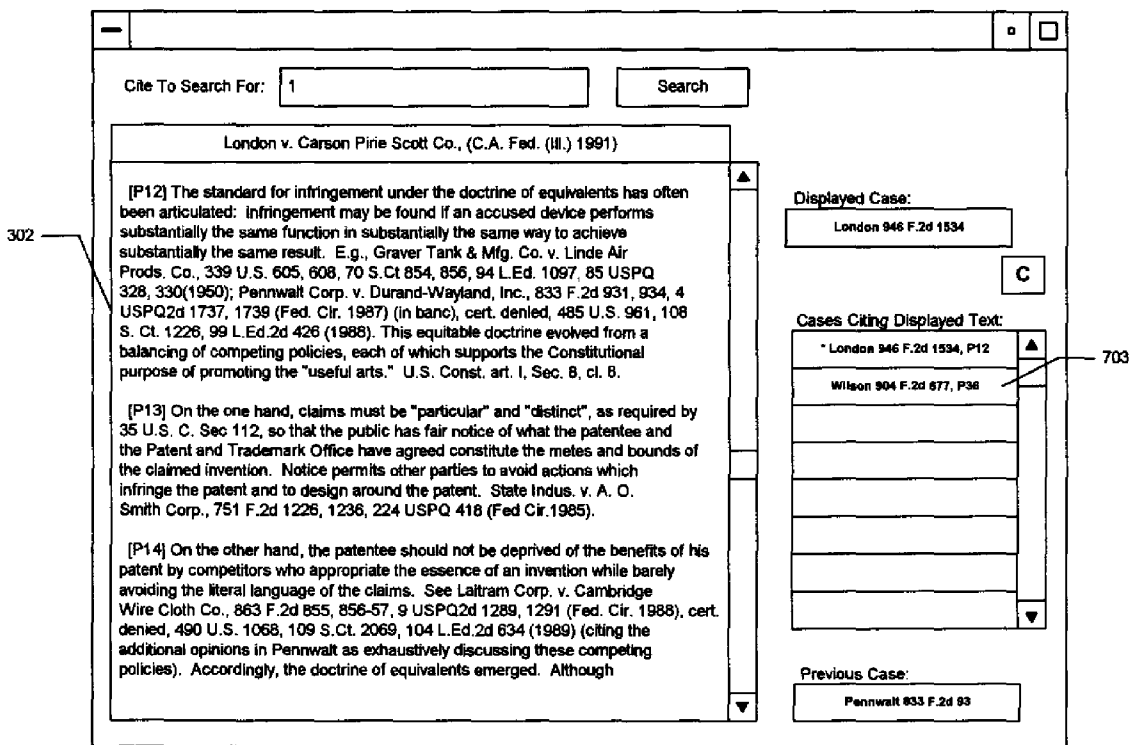 Cite To Search For:
1
Search
London v. Carson Pirie Scott Co., (C.A. Fed. (Ill.) 1991)
[P12] The standard for infringement under the doctrine of equivalents has often
been articulated: infringement may be found if an accused device performs
substantially the same function in substantially the same way to achieve
substantially the same result. E.g., Graver Tank & Mfg. Co. v. Linde Air
Prods. Co., 339 U.S. 605, 608, 70 S.Ct 854, 856, 94 L.Ed. 1097, 85 USPQ
328, 330(1950); Pennwalt Corp. v. Durand-Wayland, Inc., 833 F.2d 931, 934, 4
USPQ2d 1737, 1739 (Fed. Cir. 1987) (in banc), cert. denied, 485 U.S. 961, 108
S. Ct. 1226, 99 L.Ed.2d 426 (1988). This equitable doctrine evolved from a
balancing of competing policies, each of which supports the Constitutional
purpose of promoting the "useful arts." U.S. Const. art. I, Sec. 8, cl. 8.
[P13] On the one hand, claims must be "particular" and "distinct", as required by
35 U.S. C. Sec 112, so that the public has fair notice of what the patentee and
the Patent and Trademark Office have agreed constitute the metes and bounds of
the claimed invention. Notice permits other parties to avoid actions which
infringe the patent and to design around the patent. State Indus. v. A. O.
Smith Corp., 751 F.2d 1226, 1236, 224 USPQ 418 (Fed Cir.1985).
[P14] On the other hand, the patentee should not be deprived of the benefits of his
patent by competitors who appropriate the essence of an invention while barely
avoiding the literal language of the claims. See Laitram Corp. v. Cambridge
Wire Cloth Co., 863 F.2d 855, 856-57, 9 USPQ2d 1289, 1291 (Fed. Cir. 1988), cert.
denied, 490 U.S. 1068, 109 S.Ct. 2069, 104 L.Ed.2d 634 (1989) (citing the
additional opinions in Pennwalt as exhaustively discussing these competing
policies). Accordingly, the doctrine of equivalents emerged. Although
302
Displayed Case:
London 946 F.2d 1534
C
Cases Citing Displayed Text:
* London 946 F.2d 1534, P12
Wilson 904 F.2d 677, P36
703
Previous Case:
Pennwalt 833 F.2d 93